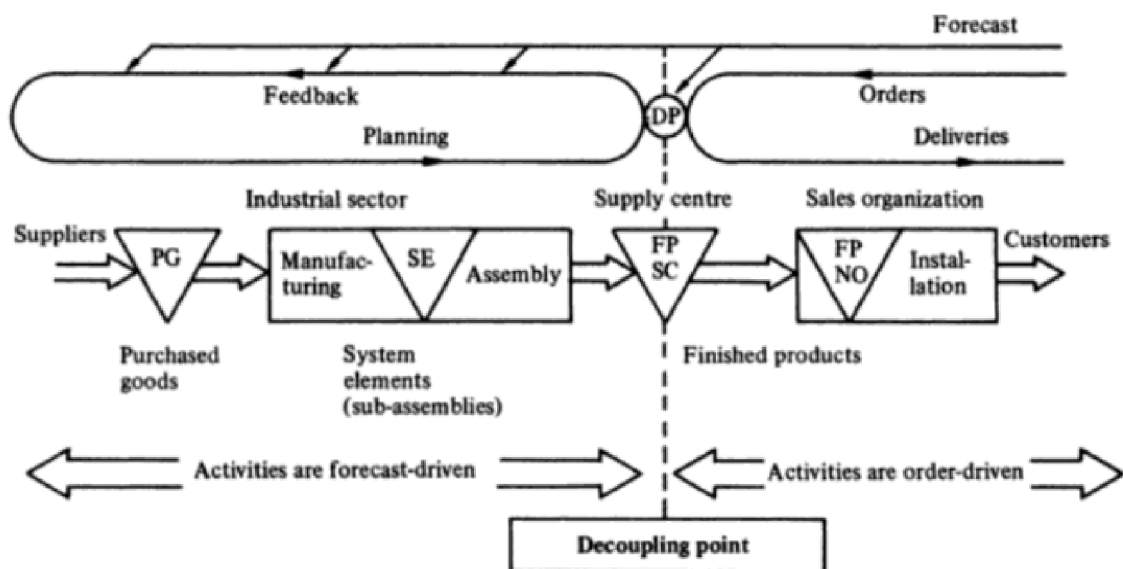 Forecast
Feedback
Orders
DP
Planning
Deliveries
Industrial sector
Supply centre
Sales organization
Suppliers
PG
Manufac-
turing
SE
Assembly
FP
SC
FP
NO
Instal-
lation
Customers
Purchased
goods
System
elements
(sub-assemblies)
Finished products
Activities are forecast-driven
Activities are order-driven
Decoupling point